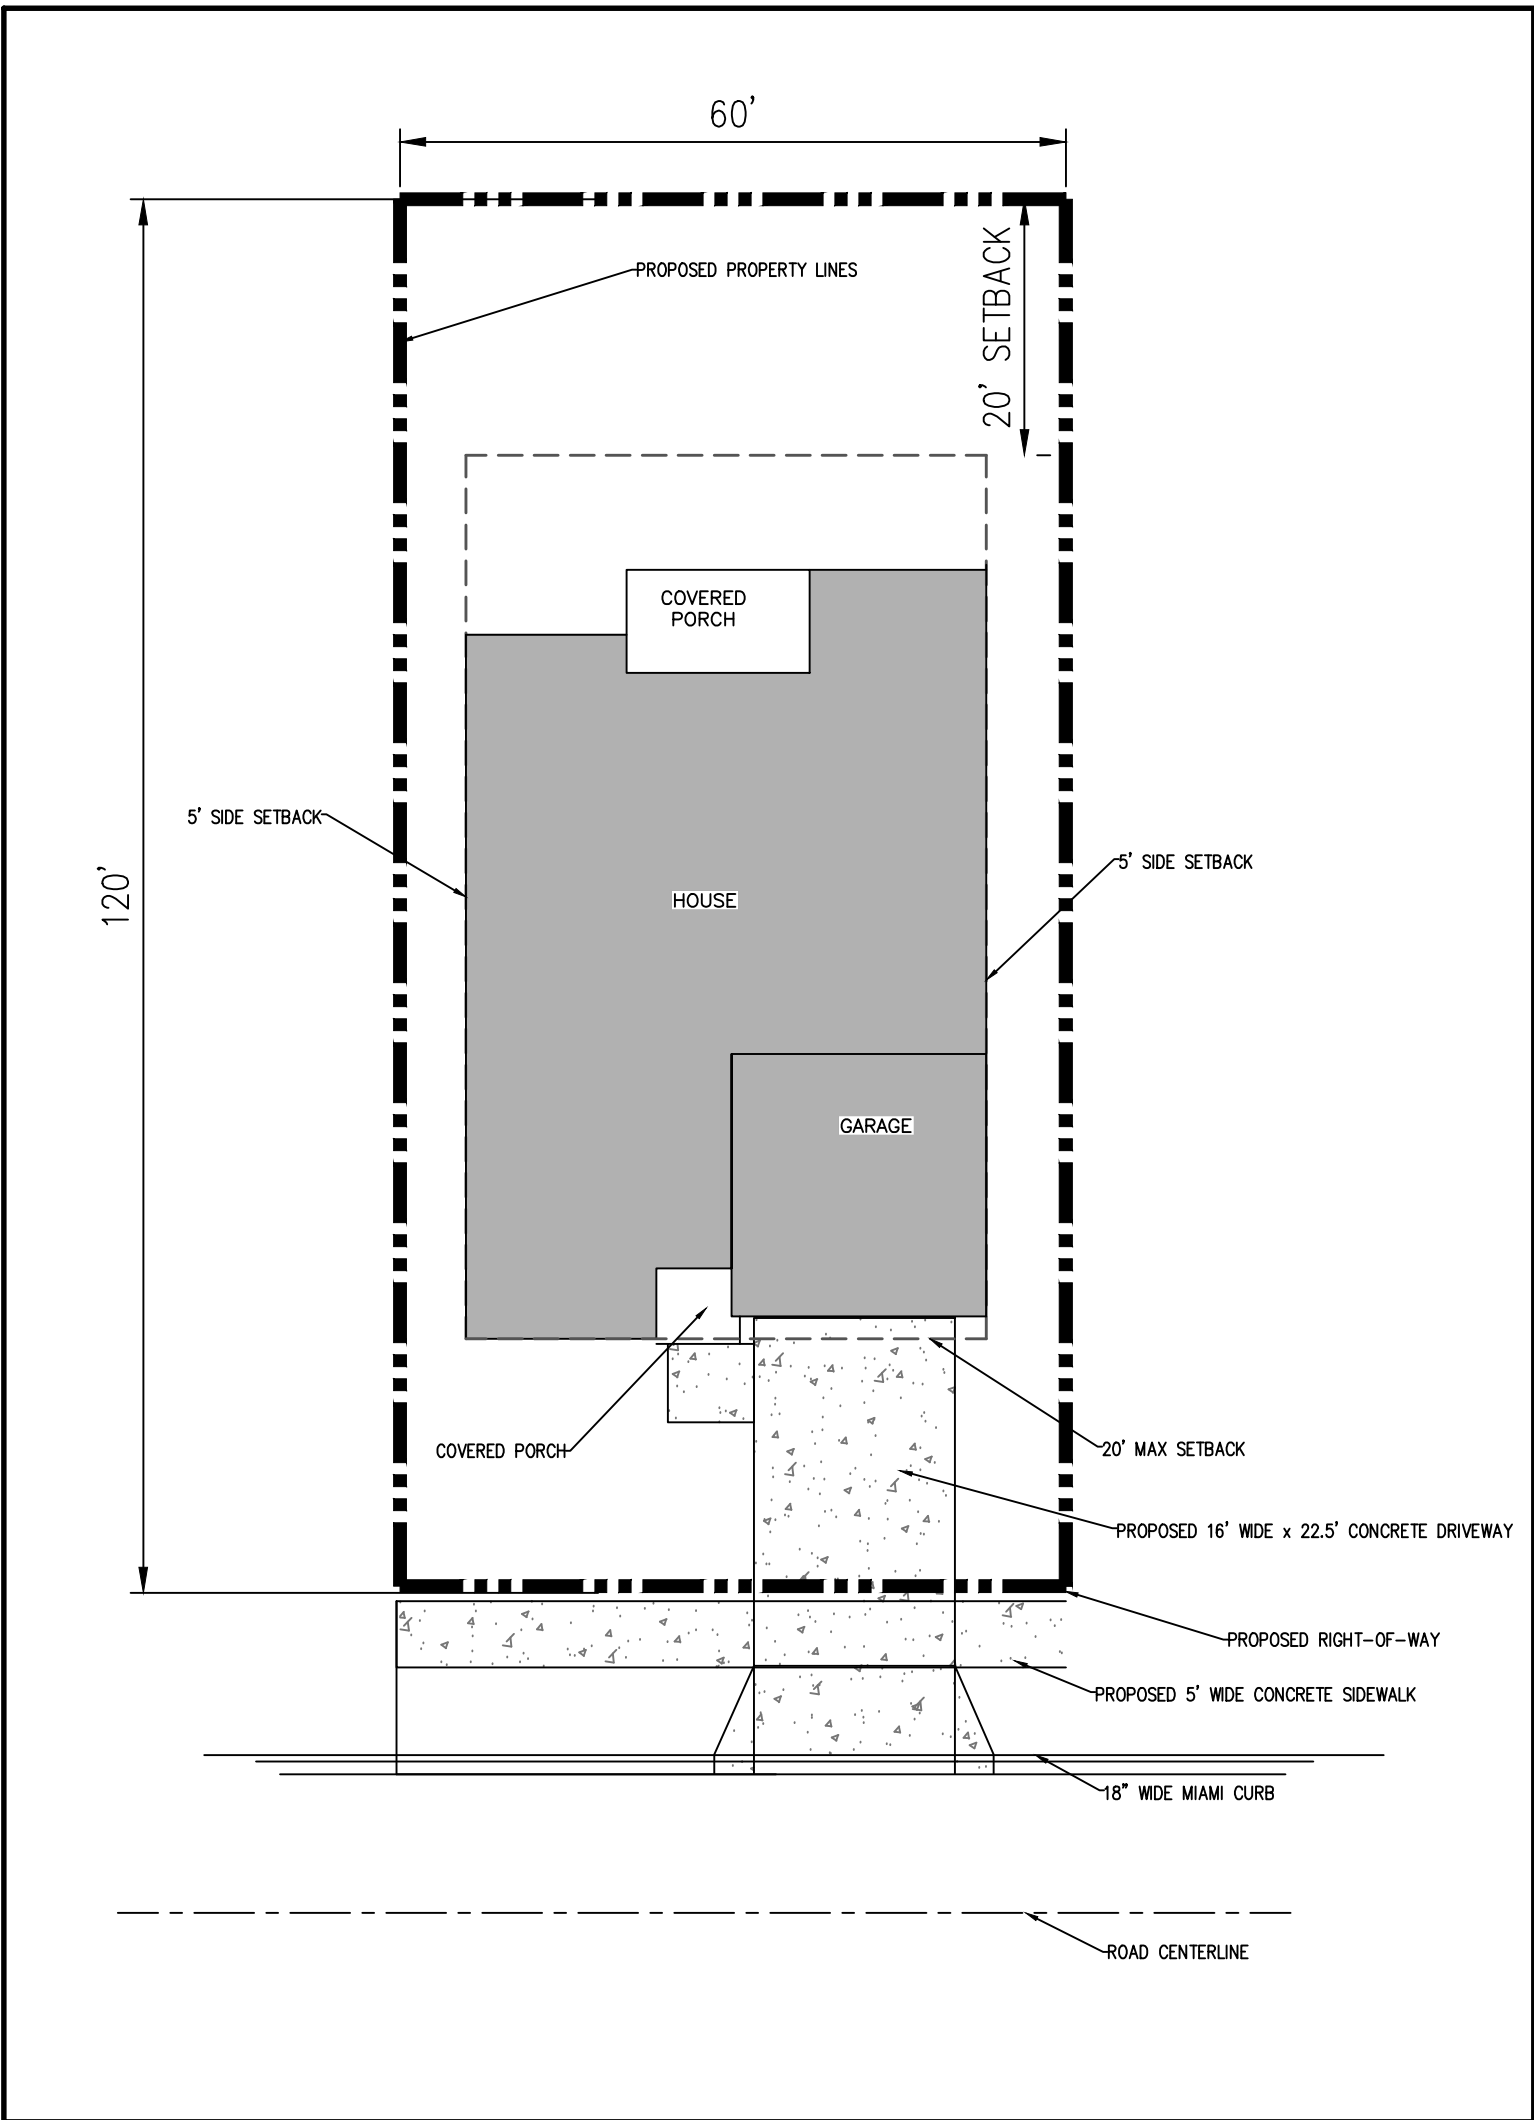 60'
20' SETBACK
PROPOSED PROPERTY LINES
COVERED
PORCH
5' SIDE SETBACK
5' SIDE SETBACK
120'
HOUSE
GARAGE
COVERED PORCH
20' MAX SETBACK
PROPOSED 16' WIDE x 22.5' CONCRETE DRIVEWAY
PROPOSED RIGHT-OF-WAY
PROPOSED 5' WIDE CONCRETE SIDEWALK
18" WIDE MIAMI CURB
ROAD CENTERLINE